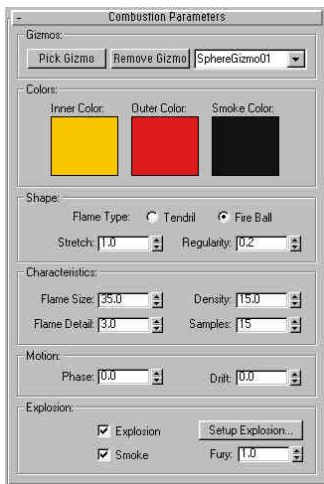 - Combustion Parameters
Gizmos:
Pick Gizmo Remove Gizmo SphereGizmo01
Colors:
Inner Color: Outer Color: Smoke Color:
Shape:
Flame Type: Tendril Fire Ball
Stretch: 1.0 Regularity: 0.2
Characteristics:
Flame Size: 35.0 Density: 15.0
Flame Detail: 3.0 Samples: 15
Motion:
Phase: 0.0 Drift: 0.0
Explosion:
Explosion Setup Explosion...
Smoke Fury: 1.0